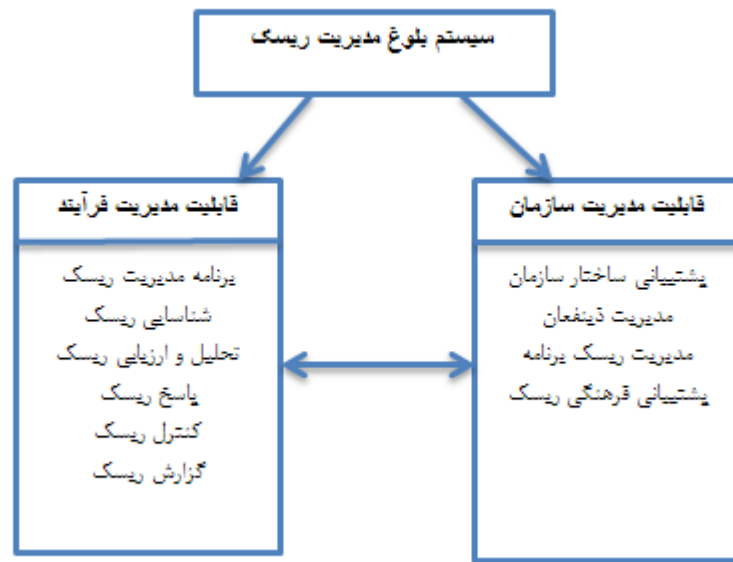 سیستم بلوغ مدیریت ریسک
قابلیت مدیریت سازمان
پشتیبانی ساختار سازمان
مدیریت ذینفعان
مدیریت ریسک برنامه
پشتیبانی فرهنگی ریسک
قابلیت مدیریت فرآیند
برنامه مدیریت ریسک
شناسایی ریسک
تحلیل و ارزیابی ریسک
پاسخ ریسک
کنترل ریسک
گزارش ریسک